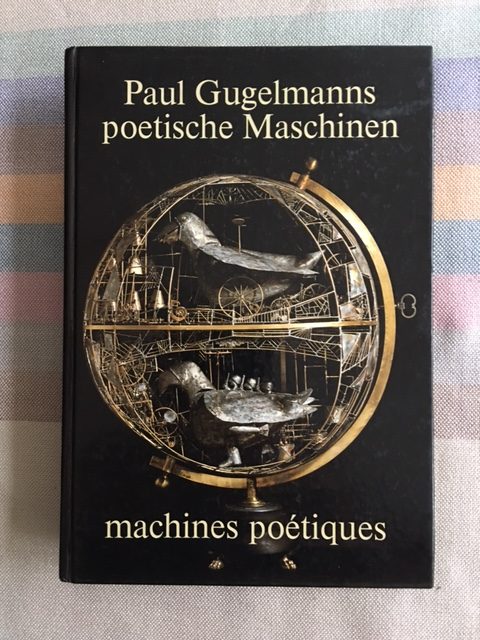 Paul Gugelmanns
poetische Maschinen
machines poétiques